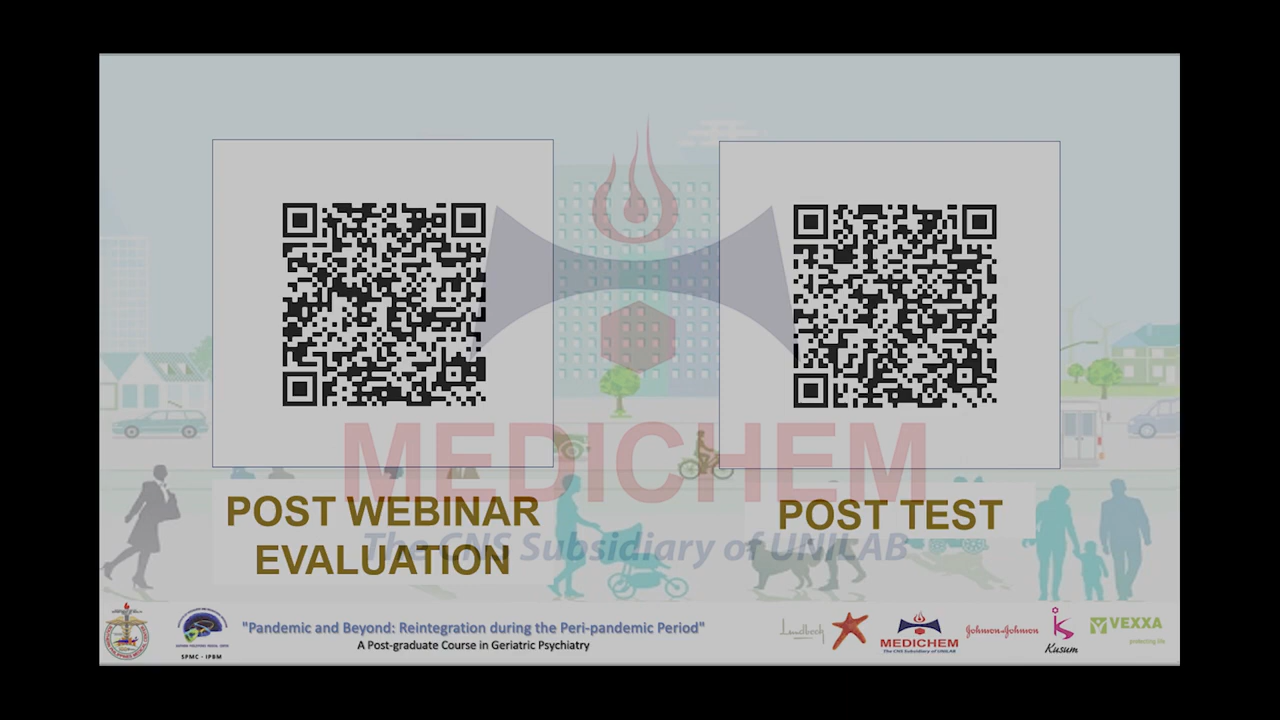 MEDICHEM
The CNS Subsidiary of UNILAB
POST WEBINAR
EVALUATION
POST TEST
SPMC - IPBM
"Pandemic and Beyond: Reintegration during the Peri-pandemic Period"
A Post-graduate Course in Geriatric Psychiatry
Lundbeck
MEDICHEM
The CNS Subsidiary of UNILAB
Johnson & Johnson
Kusum
VEXXA
protecting life